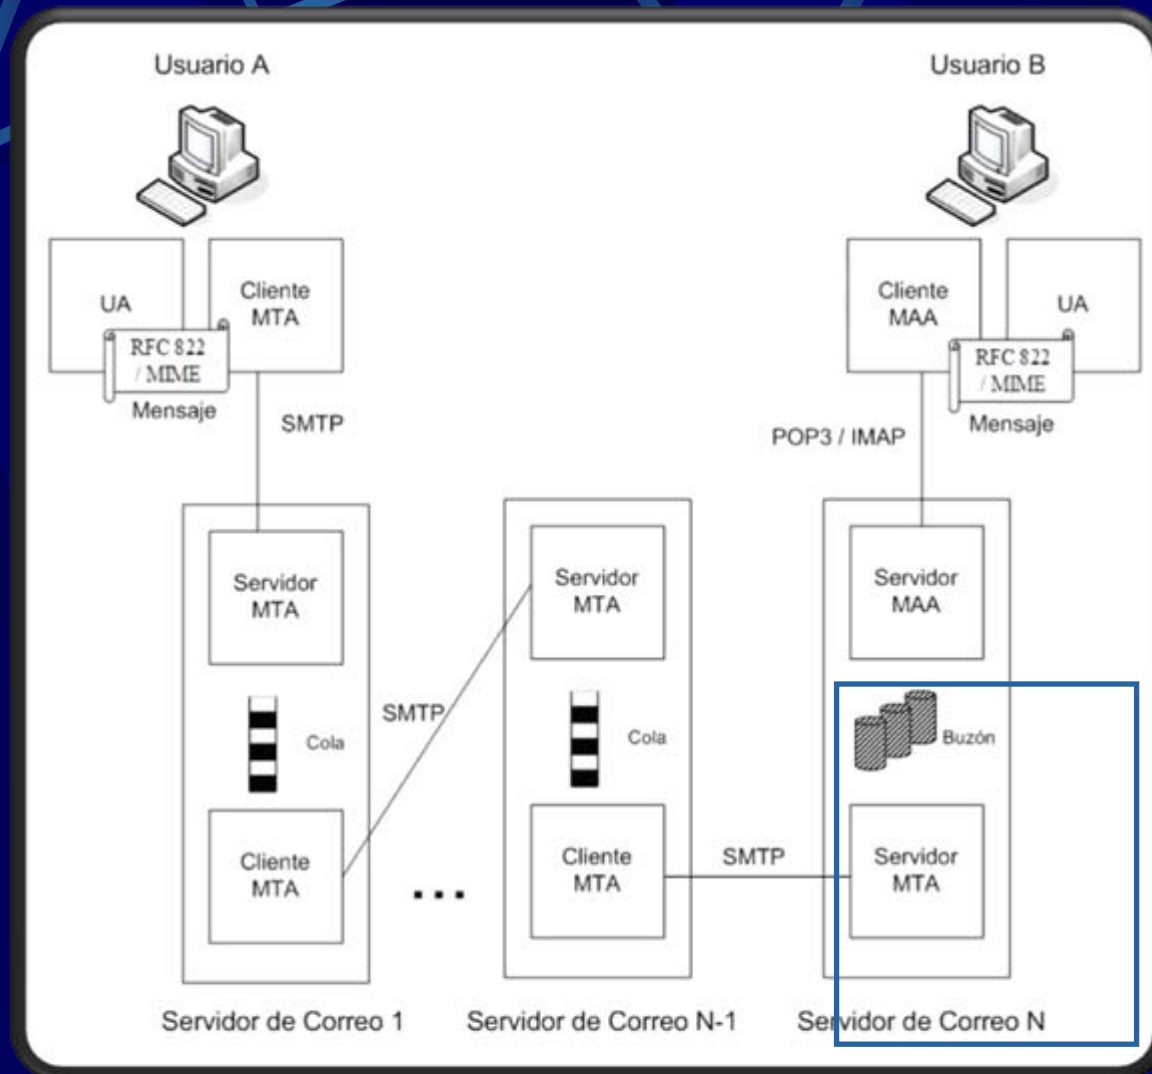 Usuario A
Usuario B
UA
Cliente
MTA
RFC 822
/ MIME
Mensaje
SMTP
Cliente
MAA
UA
RFC 822
/ MIME
Mensaje
POP3 / IMAP
Servidor
MTA
Servidor
MTA
Servidor
MAA
SMTP
Cola
Cola
Buzón
Cliente
MTA
...
Cliente
MTA
SMTP
Servidor
MTA
Servidor de Correo 1
Servidor de Correo N-1
Servidor de Correo N